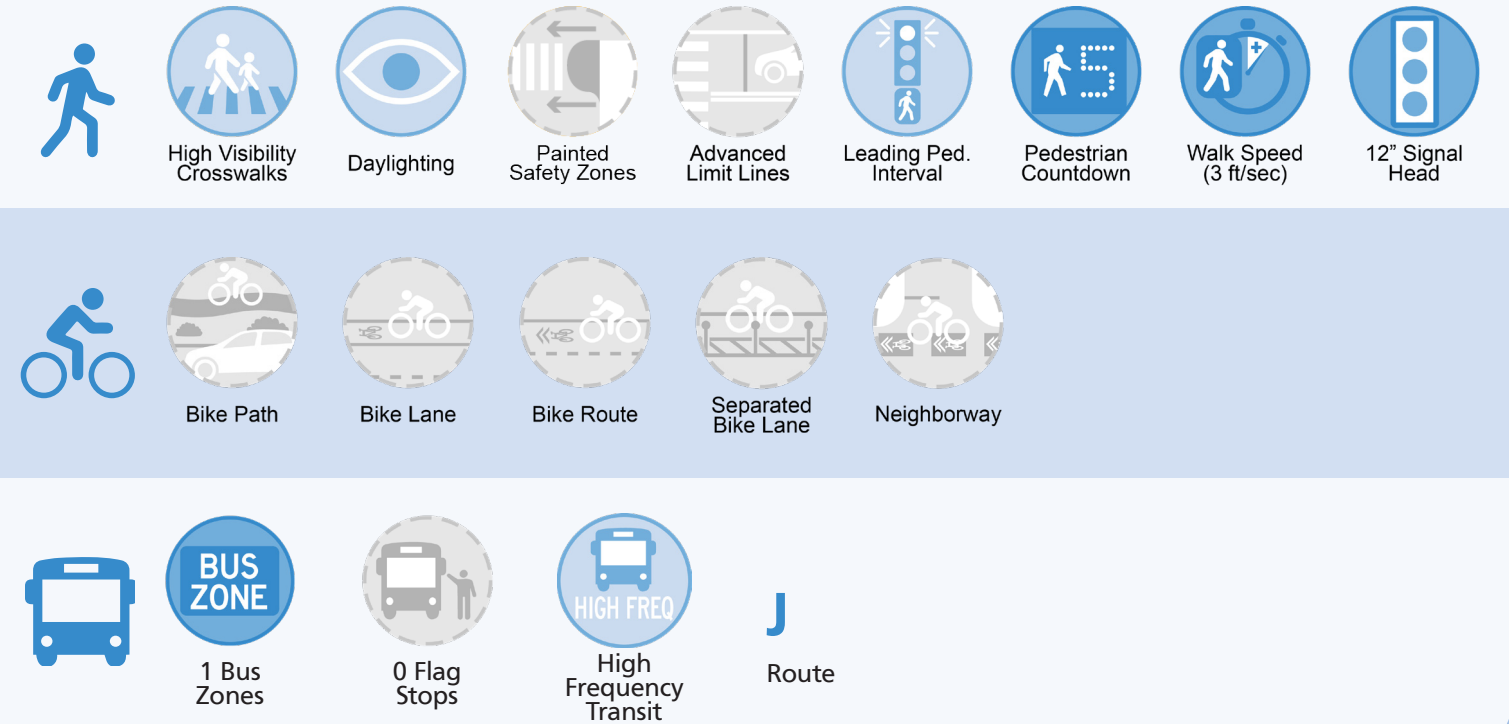 High Visibility
Crosswalks
Daylighting
Painted
Safety Zones
Advanced
Limit Lines
Leading Ped.
Interval
5
Pedestrian
Countdown
Walk Speed
(3 ft/sec)
12” Signal
Head
Bike Path
Bike Lane
Bike Route
Separated
Bike Lane
Neighborway
BUS
ZONE
1 Bus
Zones
0 Flag
Stops
HIGH FREQ
High
Frequency
Transit
J
Route